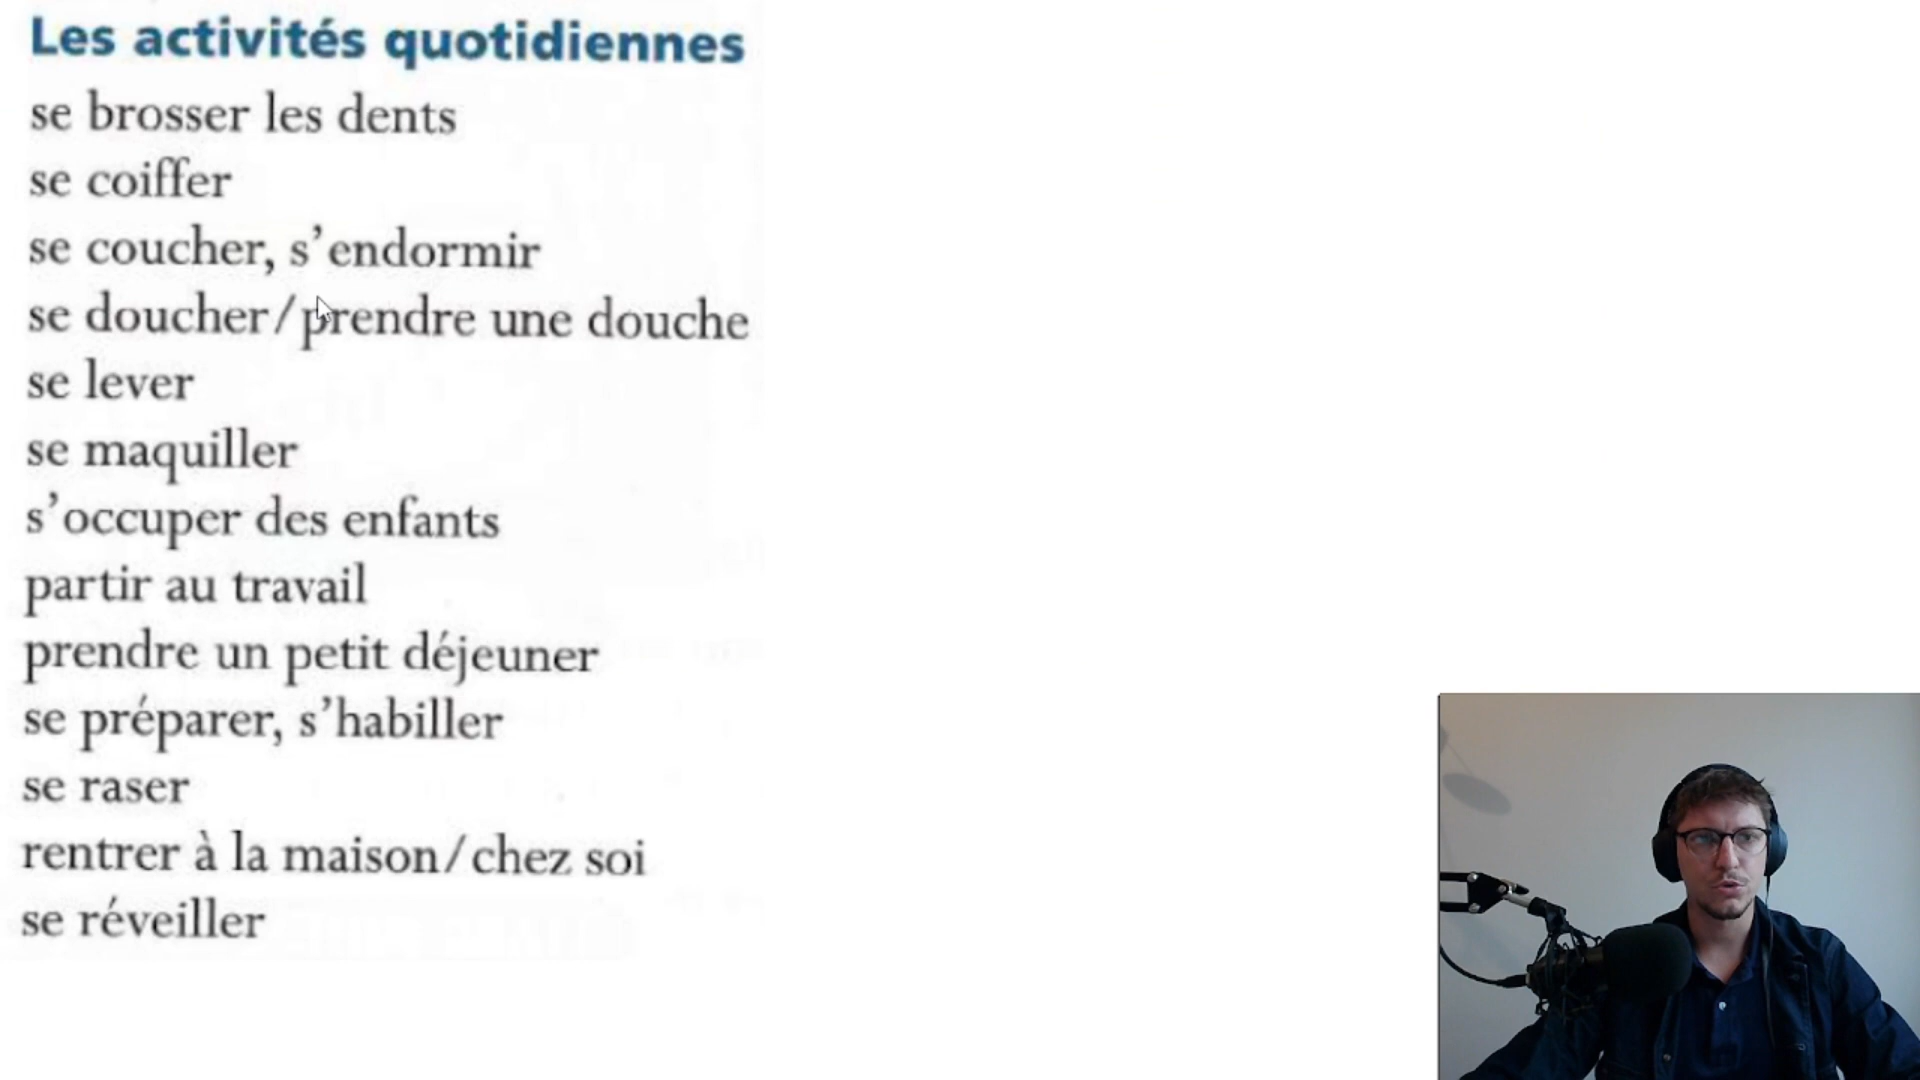 Les activités quotidiennes
se brosser les dents
se coiffer
se coucher, s'endormir
se doucher/prendre une douche
se lever
se maquiller
s'occuper des enfants
partir au travail
prendre un petit déjeuner
se préparer, s'habiller
se raser
rentrer à la maison/chez soi
se réveiller